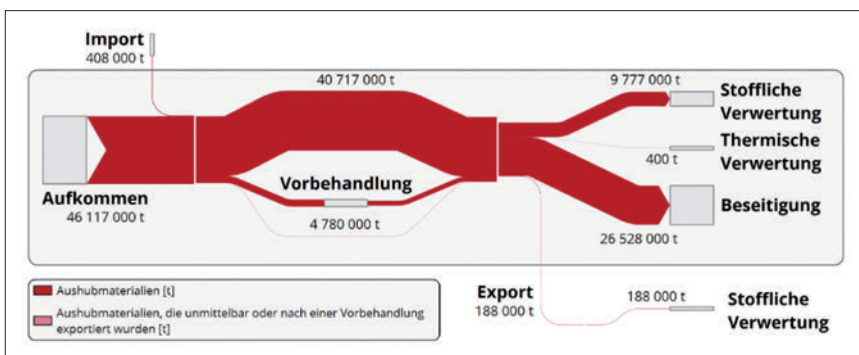 Import
408 000 t
40 717 000 t
9 777 000 t
Stoffliche
Verwertung
Thermische
Verwertung
400 t
Vorbehandlung
4 780 000 t
Aufkommen
46 117 000 t
Beseitigung
26 528 000 t
Aushubmaterialien [t]
Aushubmaterialien, die unmittelbar oder nach einer Vorbehandlung
exportiert wurden [t]
Export
188 000 t
188 000 t
Stoffliche
Verwertung